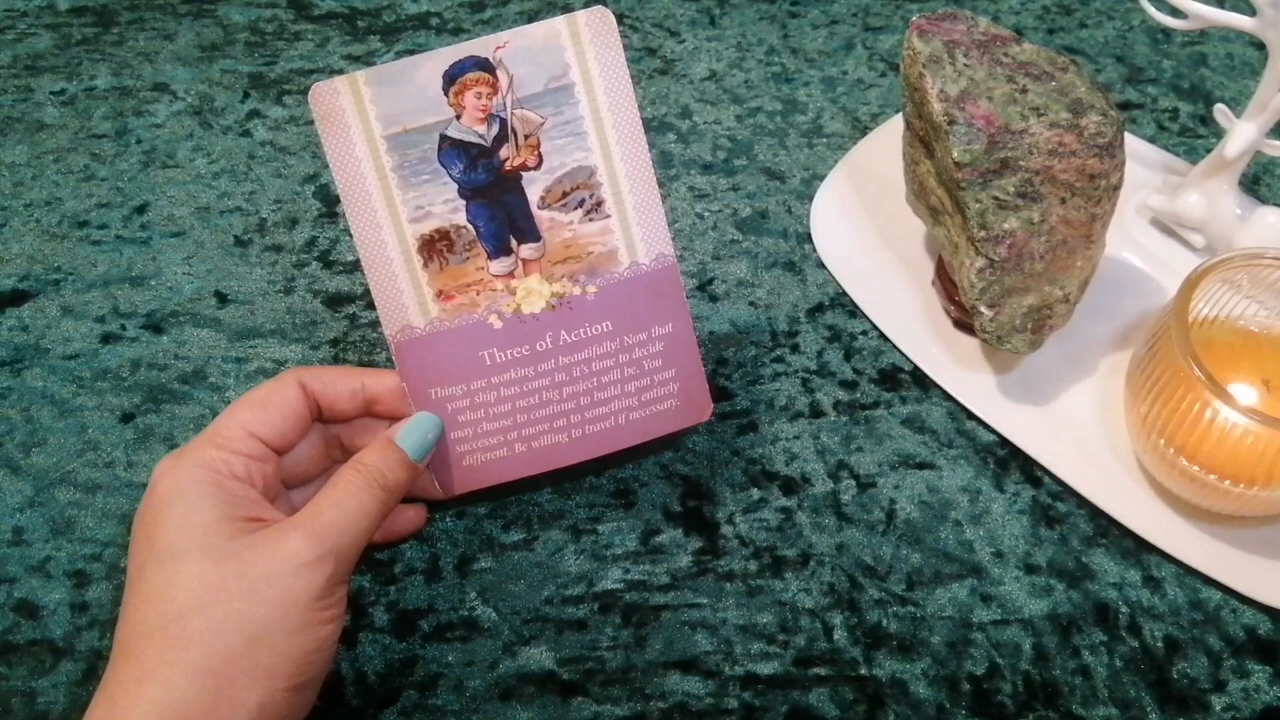 Three of Action
Things are working out beautifully! Now that
your ship has come in, it's time to decide
what your next big project will be. You
may choose to continue to build upon your
successes or move on to something entirely
different. Be willing to travel if necessary.